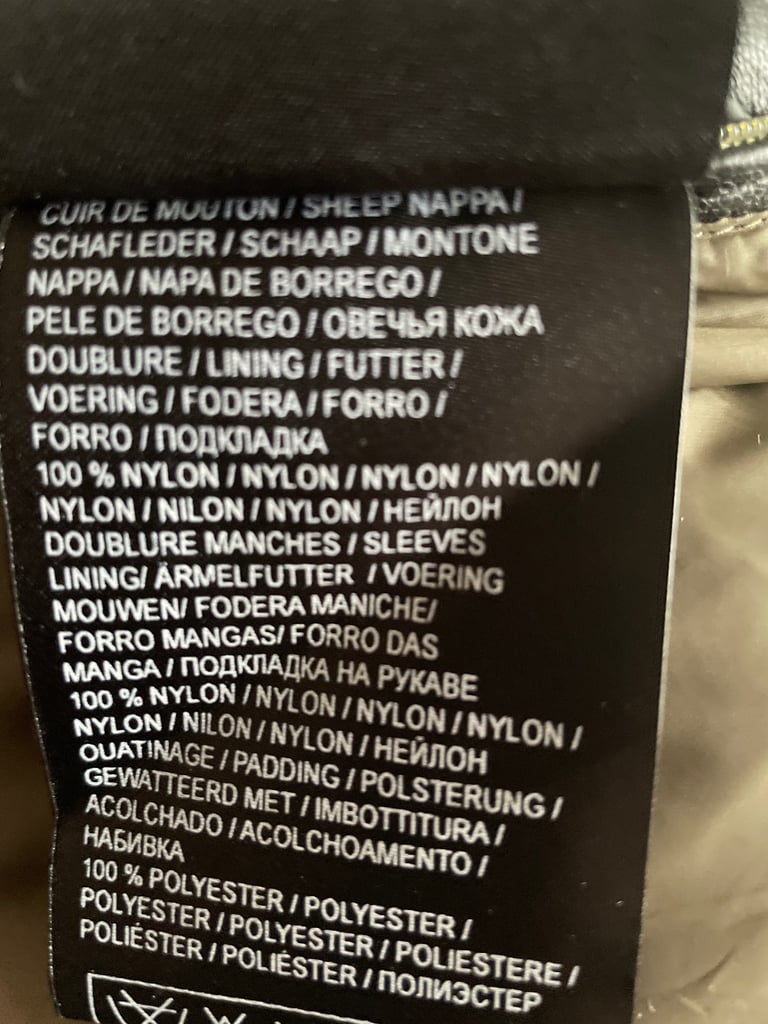 CUIR DE MOUTON / SHEEP NAPPA /
SCHAFLEDER / SCHAAP / MONTONE
NAPPA / NAPA DE BORREGO /
PELE DE BORREGO / ОВЕЧЬЯ КОЖА
DOUBLURE / LINING / FUTTER /
VOERING / FODERA / FORRO /
FORRO / ПОДКЛАДКА
100 % NYLON / NYLON / NYLON / NYLON /
NYLON / NILON / NYLON / НЕЙЛОН
DOUBLURE MANCHES / SLEEVES
LINING/ ÄRMELFUTTER / VOERING
MOUWEN/ FODERA MANICHE/
FORRO MANGAS/ FORRO DAS
MANGA / ПОДКЛАДКА НА РУКАВЕ
100 % NYLON / NYLON / NYLON / NYLON /
NYLON / NILON / NYLON / НЕЙЛОН
OUATINAGE / PADDING / POLSTERUNG /
GEWATTEERD MET / IMBOTTITURA /
ACOLCHADO / ACOLCHOAMENTO /
НАБИВКА
100 % POLYESTER / POLYESTER /
POLYESTER / POLYESTER / POLIESTERE /
POLIÉSTER / POLIÉSTER / ПОЛИЭСТЕР